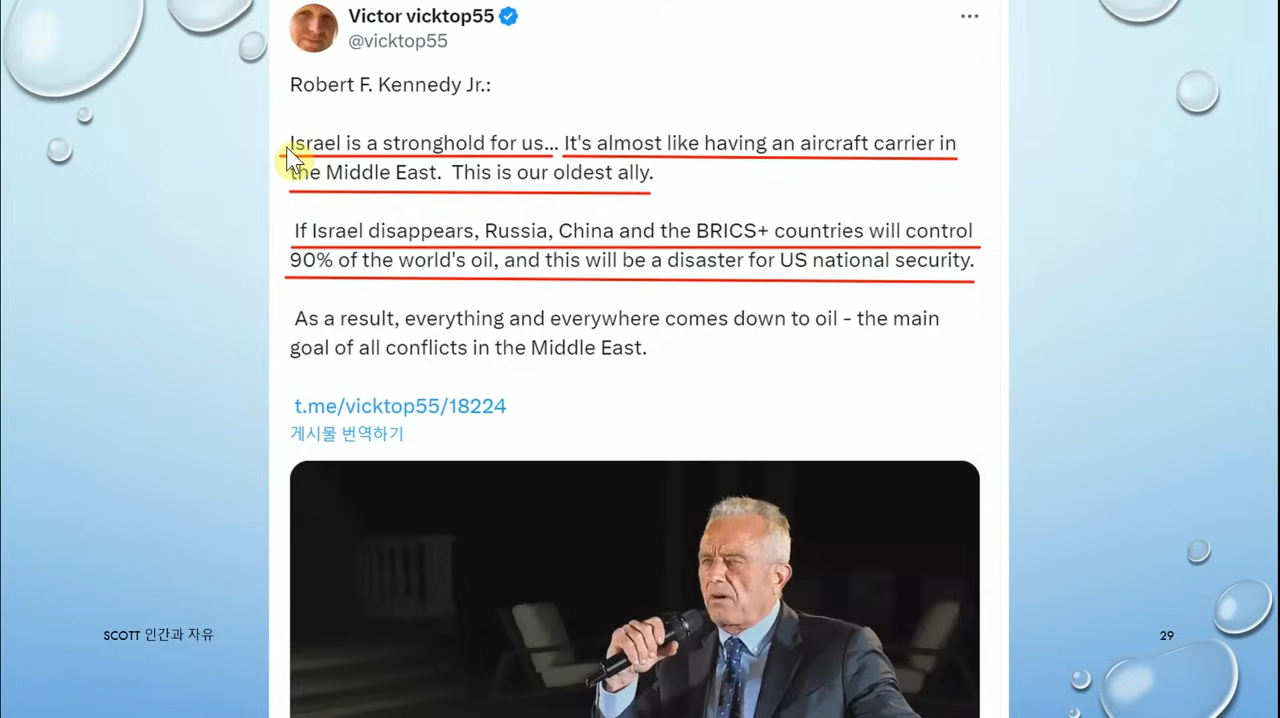 Victor vicktop55
@vicktop55
Robert F. Kennedy Jr.:
Israel is a stronghold for us... It's almost like having an aircraft carrier in
the Middle East.  This is our oldest ally.
If Israel disappears, Russia, China and the BRICS+ countries will control
90% of the world's oil, and this will be a disaster for US national security.
As a result, everything and everywhere comes down to oil - the main
goal of all conflicts in the Middle East.
t.me/vicktop55/18224
게시물 번역하기
SCOTT 인간과 자유
29